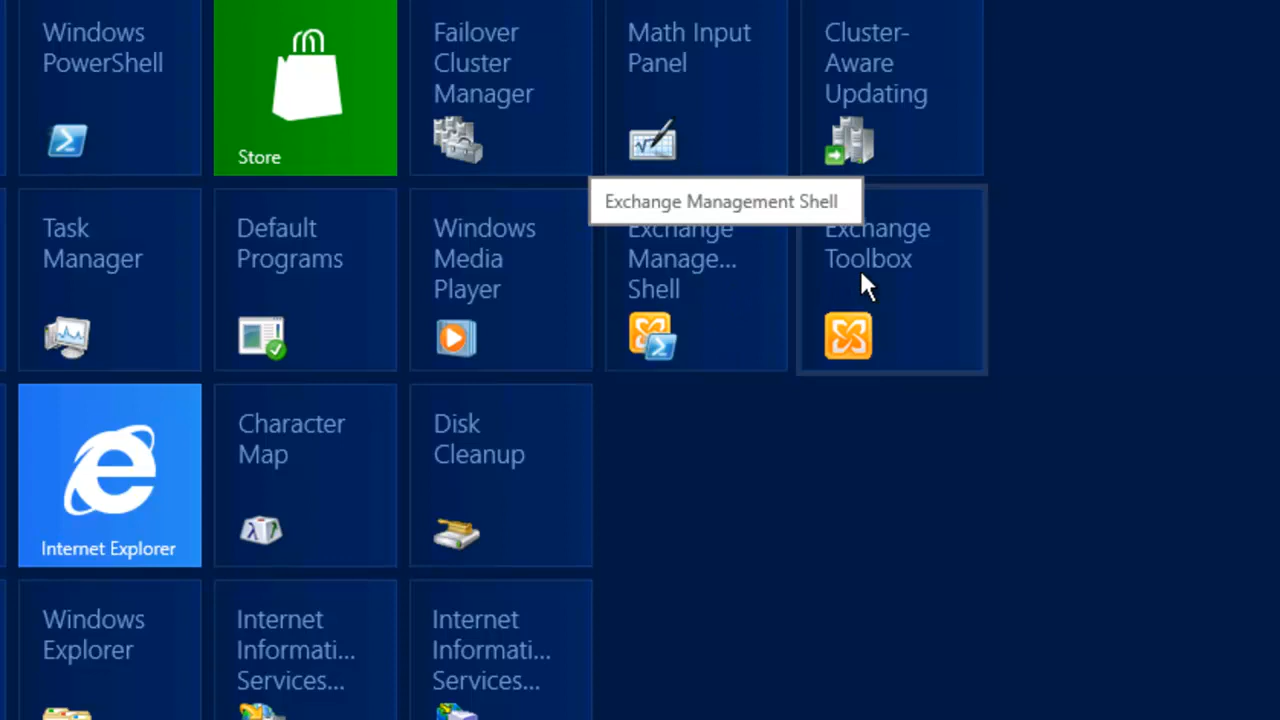 Windows
PowerShell
Store
Failover
Cluster
Manager
Math Input
Panel
Cluster-
Aware
Updating
Exchange Management Shell
Task
Manager
Default
Programs
Windows
Media
Player
Exchange
Manage...
Shell
Exchange
Toolbox
Internet Explorer
Character
Map
Disk
Cleanup
Windows
Explorer
Internet
Informati...
Services...
Internet
Informati...
Services...